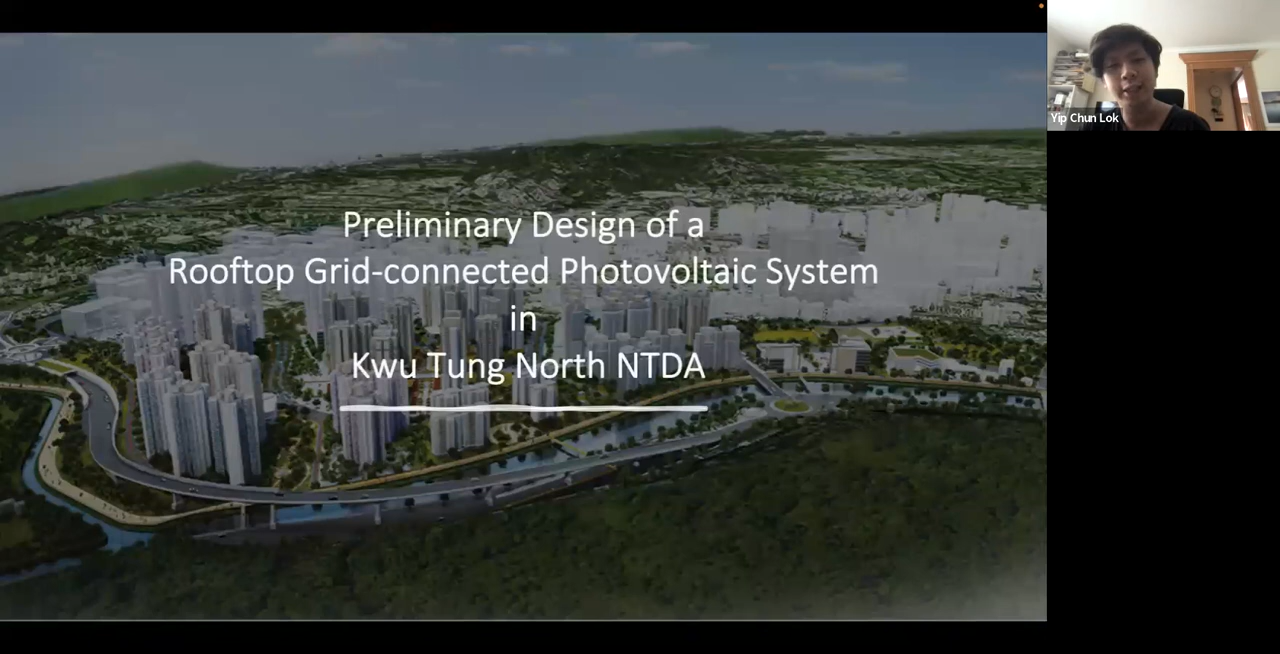 Preliminary Design of a
Rooftop Grid-connected Photovoltaic System
in
Kwu Tung North NTDA
Yip Chun Lok